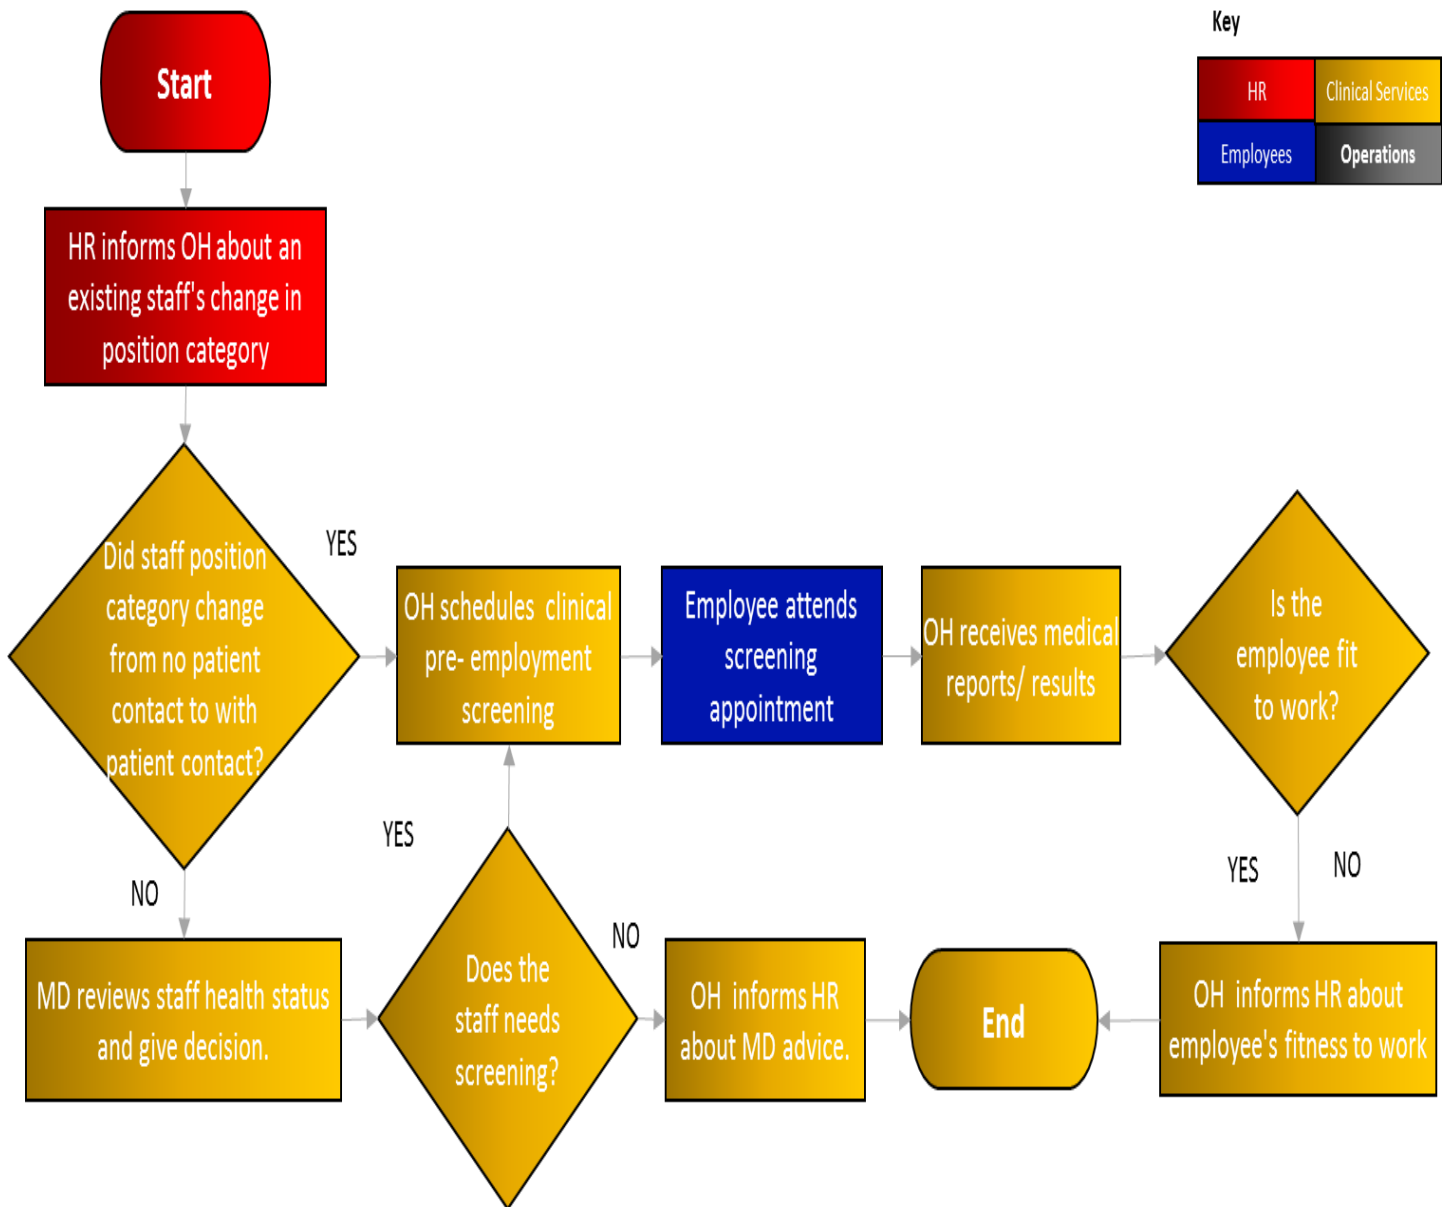 Start
Key
HR
Clinical Services
Employees
Operations
HR informs OH about an
existing staff's change in
position category
Did staff position
category change
from no patient
contact to with
patient contact?
YES
NO
OH schedules clinical
pre- employment
screening
Employee attends
screening
appointment
OH receives medical
reports/ results
Is the
employee fit
to work?
YES
NO
MD reviews staff health status
and give decision.
Does the
staff needs
screening?
YES
NO
OH informs HR
about MD advice.
End
OH informs HR about
employee's fitness to work